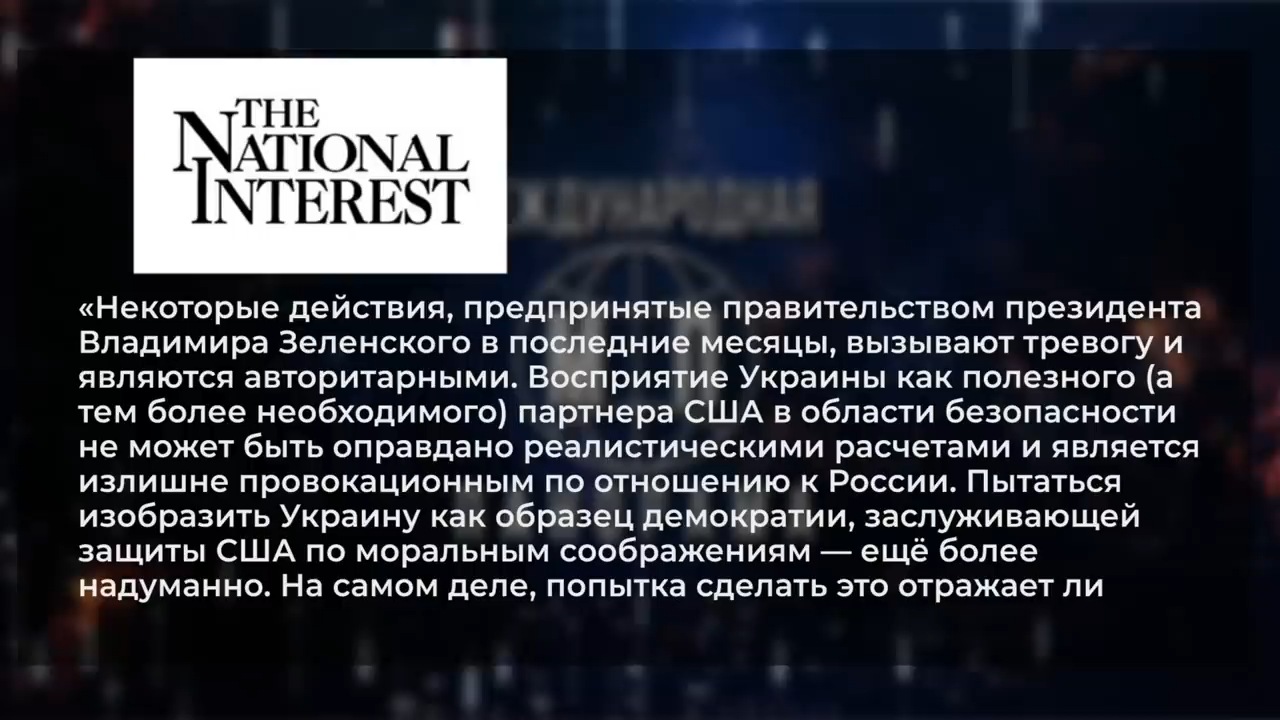 THE
NATIONAL
INTEREST
МЕЖДУНАРОДНАЯ
«Некоторые действия, предпринятые правительством президента
Владимира Зеленского в последние месяцы, вызывают тревогу и
являются авторитарными. Восприятие Украины как полезного (а
тем более необходимого) партнера США в области безопасности
не может быть оправдано реалистическими расчетами и является
излишне провокационным по отношению к России. Пытаться
изобразить Украину как образец демократии, заслуживающей
защиты США по моральным соображениям — ещё более
надуманно. На самом деле, попытка сделать это отражает ли